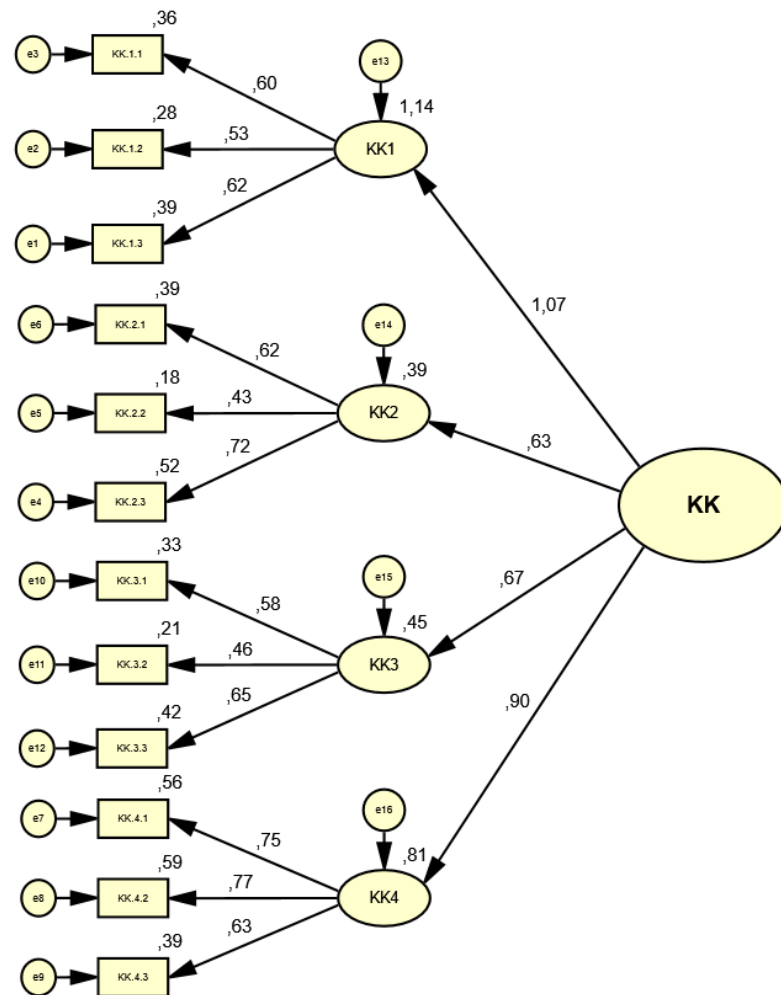 ,36
e3
KK.1.1
e13
,60
1,14
,28
e2
KK.1.2
,53
KK1
,62
,39
e1
KK.1.3
,39
e6
KK.2.1
e14
1,07
,62
,39
,18
e5
KK.2.2
,43
KK2
,63
,72
,52
e4
KK.2.3
KK
,33
e10
KK.3.1
e15
,67
,58
,45
,21
e11
KK.3.2
,46
KK3
,65
,90
,42
e12
KK.3.3
,56
e7
KK.4.1
e16
,75
,81
,59
e8
KK.4.2
,77
KK4
,63
,39
e9
KK.4.3